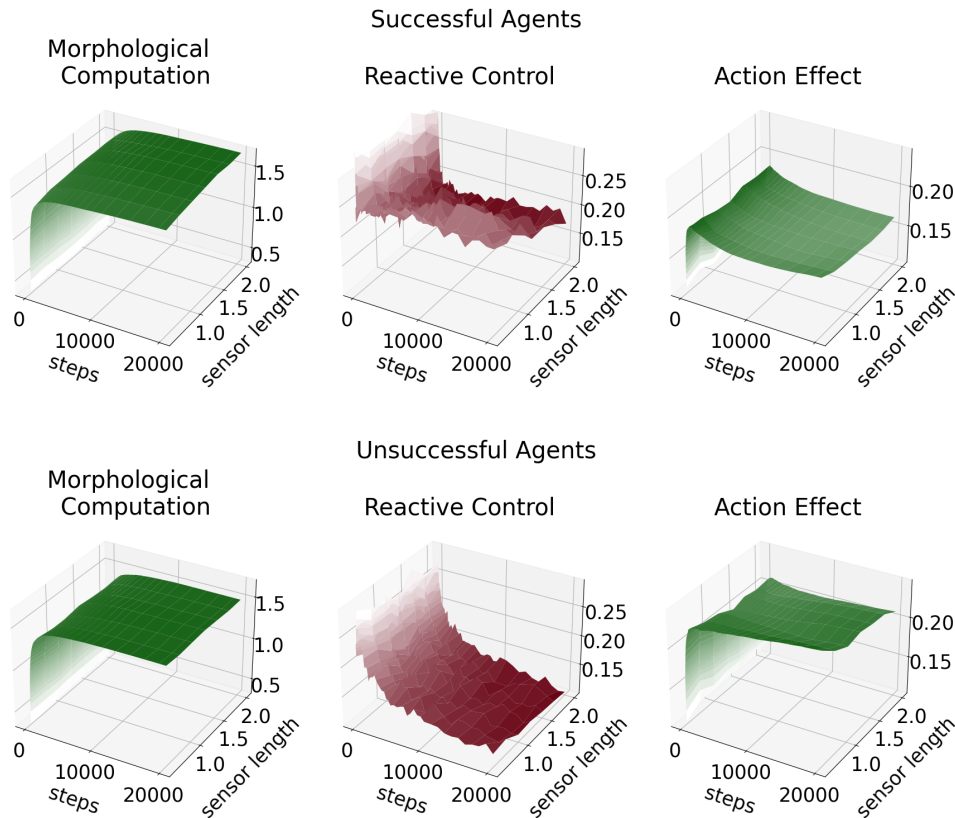 Successful Agents
Morphological
Computation
Reactive Control
Action Effect
1.5
1.0
0.5
2.0
1.5
1.0
0
10000
20000
steps
sensor length
0.25
0.20
0.15
2.0
1.5
1.0
0
10000
20000
steps
sensor length
0.20
0.15
2.0
1.5
1.0
0
10000
20000
steps
sensor length
Unsuccessful Agents
Morphological
Computation
Reactive Control
Action Effect
1.5
1.0
0.5
2.0
1.5
1.0
0
10000
20000
steps
sensor length
0.25
0.20
0.15
2.0
1.5
1.0
0
10000
20000
steps
sensor length
0.20
0.15
2.0
1.5
1.0
0
10000
20000
steps
sensor length